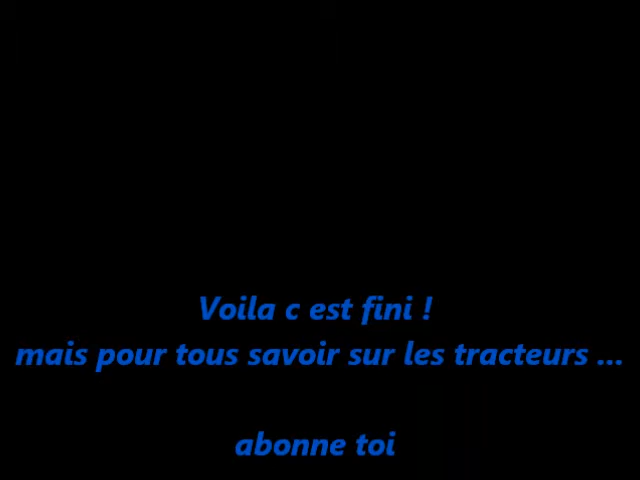 Voila c est fini !
mais pour tous savoir sur les tracteurs ...
abonne toi